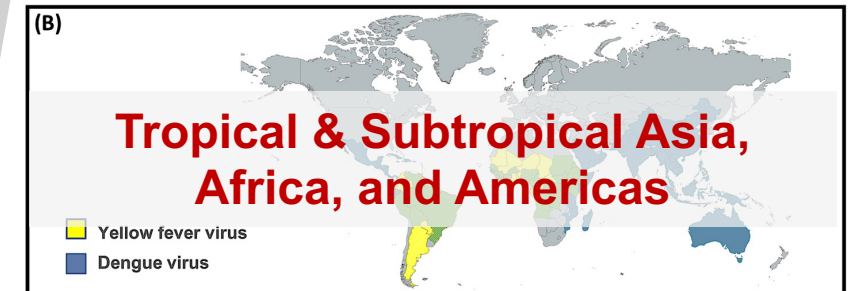 (B)
Tropical & Subtropical Asia,
Africa, and Americas
Yellow fever virus
Dengue virus